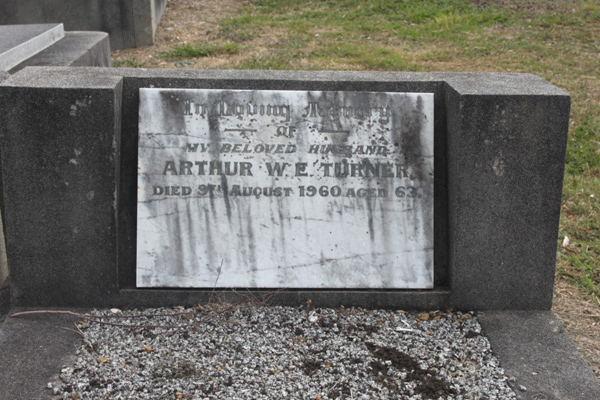 In Loving Memory
OF
MY BELOVED HUSBAND
ARTHUR W. E. TURNER
DIED 9TH AUGUST 1960 AGED 63.